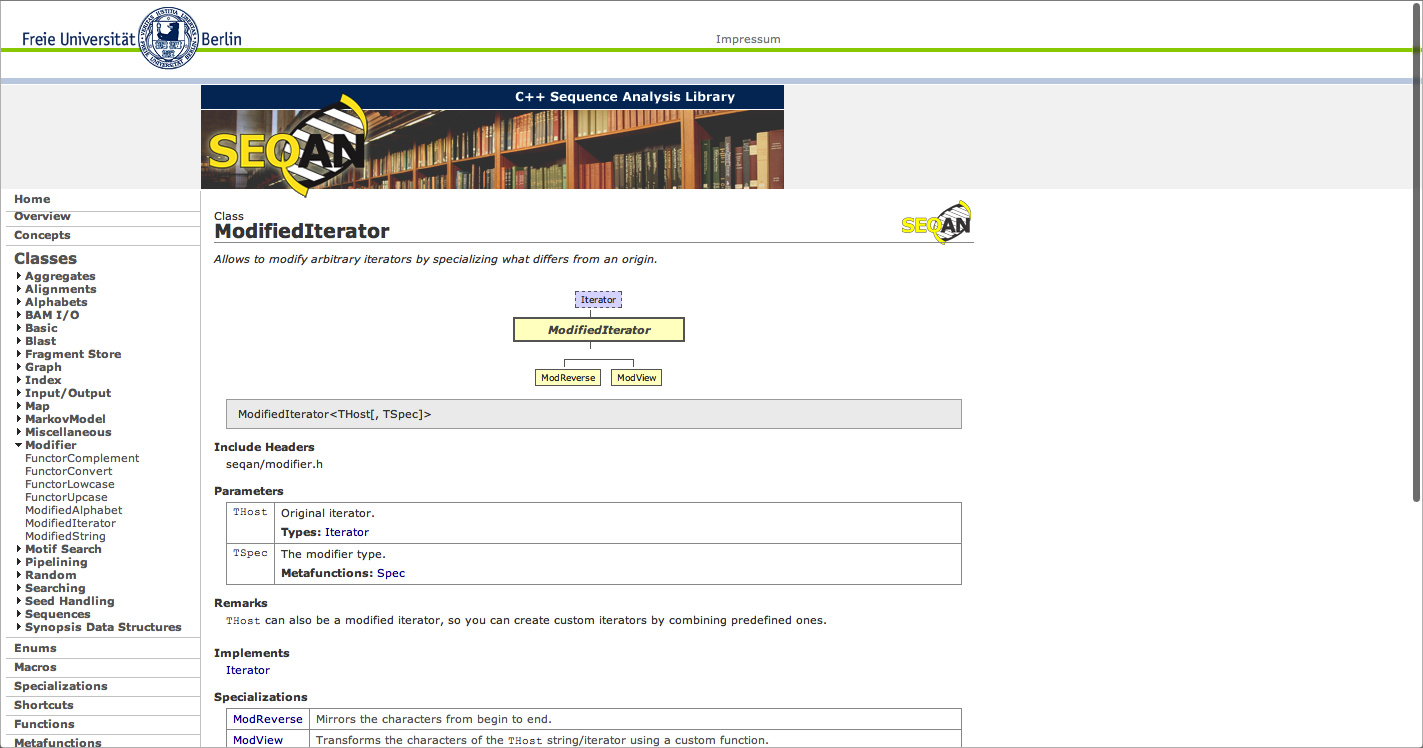 Freie Universität Berlin
Impressum
C++ Sequence Analysis Library
SEQAN
Home
Overview
Concepts
Classes
Aggregates
Alignments
Alphabets
BAM I/O
Basic
Blast
Fragment Store
Graph
Index
Input/Output
Map
MarkovModel
Miscellaneous
Modifier
FunctorComplement
FunctorConvert
FunctorLowcase
FunctorUpcase
ModifiedAlphabet
ModifiedIterator
ModifiedString
Motif Search
Pipelining
Random
Searching
Seed Handling
Sequences
Synopsis Data Structures
Enums
Macros
Specializations
Shortcuts
Functions
Metafunctions
Class
ModifiedIterator
SEQAN
Allows to modify arbitrary iterators by specializing what differs from an origin.
Iterator
ModifiedIterator
ModReverse ModView
ModifiedIterator<THost[, TSpec]>
Include Headers
seqan/modifier.h
Parameters
THost Original iterator.
Types: Iterator
TSpec The modifier type.
Metafunctions: Spec
Remarks
THost can also be a modified iterator, so you can create custom iterators by combining predefined ones.
Implements
Iterator
Specializations
ModReverse Mirrors the characters from begin to end.
ModView Transforms the characters of the THost string/iterator using a custom function.